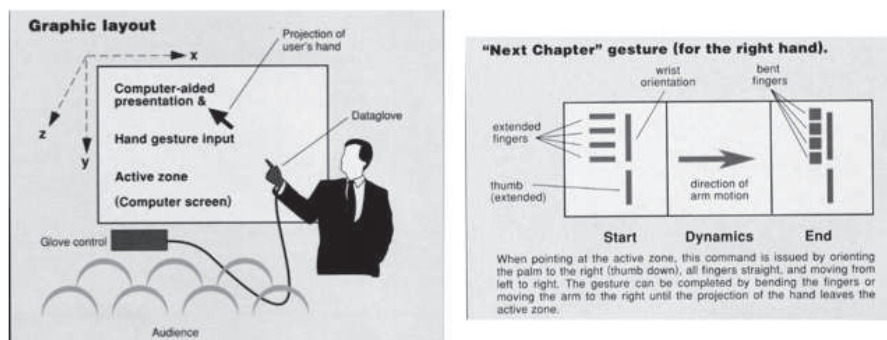 Graphic layout
x
Projection of
user's hand
Computer-aided
presentation &
z
y
Dataglove
Hand gesture input
Active zone
(Computer screen)
Glove control
Audience
"Next Chapter" gesture (for the right hand).
wrist
orientation
bent
fingers
extended
fingers
thumb
(extended)
direction of
arm motion
Start Dynamics End
When pointing at the active zone, this command is issued by orienting
the palm to the right (thumb down), all fingers straight, and moving from
left to right. The gesture can be completed by bending the fingers or
moving the arm to the right until the projection of the hand leaves the
active zone.